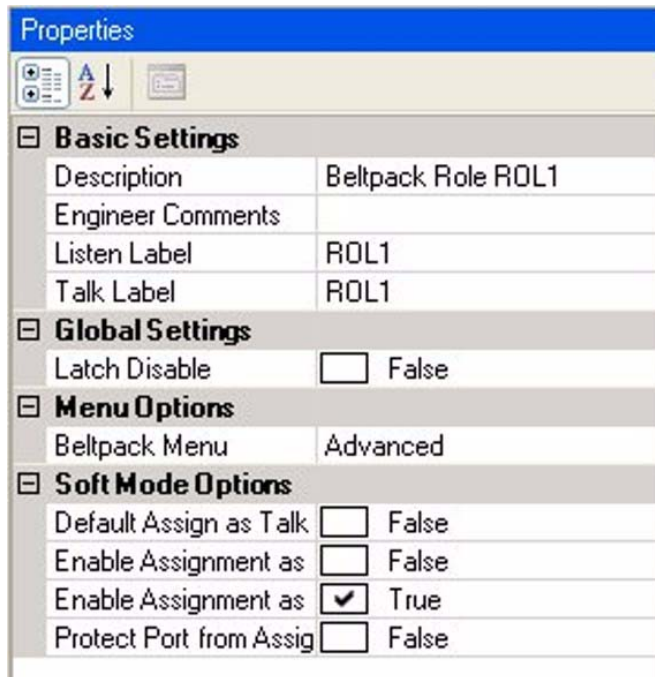 Properties
A
Z
Basic Settings
Description Beltpack Role ROL1
Engineer Comments
Listen Label ROL1
Talk Label ROL1
Global Settings
Latch Disable False
Menu Options
Beltpack Menu Advanced
Soft Mode Options
Default Assign as Talk False
Enable Assignment as False
Enable Assignment as True
Protect Port from Assig False